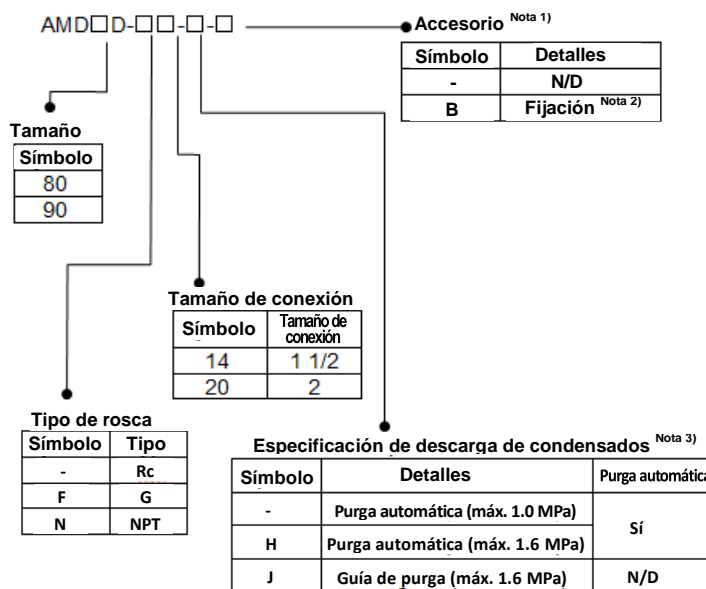 AMD□D-□□-□-□
Accesorio Nota 1)
Símbolo Detalles
- N/D
B Fijación Nota 2)
Tamaño
Símbolo
80
90
Tamaño de conexión
Símbolo Tamaño de conexión
14 1 1/2
20 2
Tipo de rosca
Símbolo Tipo
- Rc
F G
N NPT
Especificación de descarga de condensados Nota 3)
Símbolo Detalles Purga automática
- Purga automática (máx. 1.0 MPa) Sí
H Purga automática (máx. 1.6 MPa)
J Guía de purga (máx. 1.6 MPa) N/D